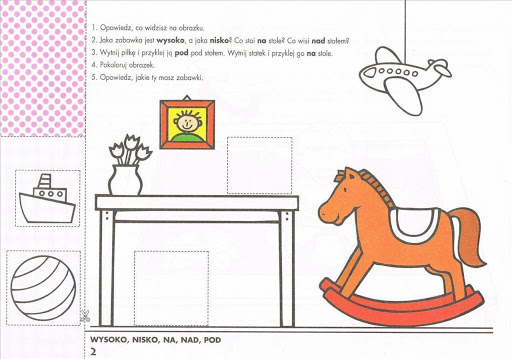 1. Opowiedz, co widzisz na obrazku.
2. Jaka zabawka jest wysoko, a jaka nisko? Co stoi na stole? Co wisi nad stołem?
3. Wytnij piłkę i przyklej ją pod pod stołem. Wytnij statek i przyklej go na stole.
4. Pokoloruj obrazek.
5. Opowiedz, jakie ty masz zabawki.
WYSOKO, NISKO, NA, NAD, POD
2